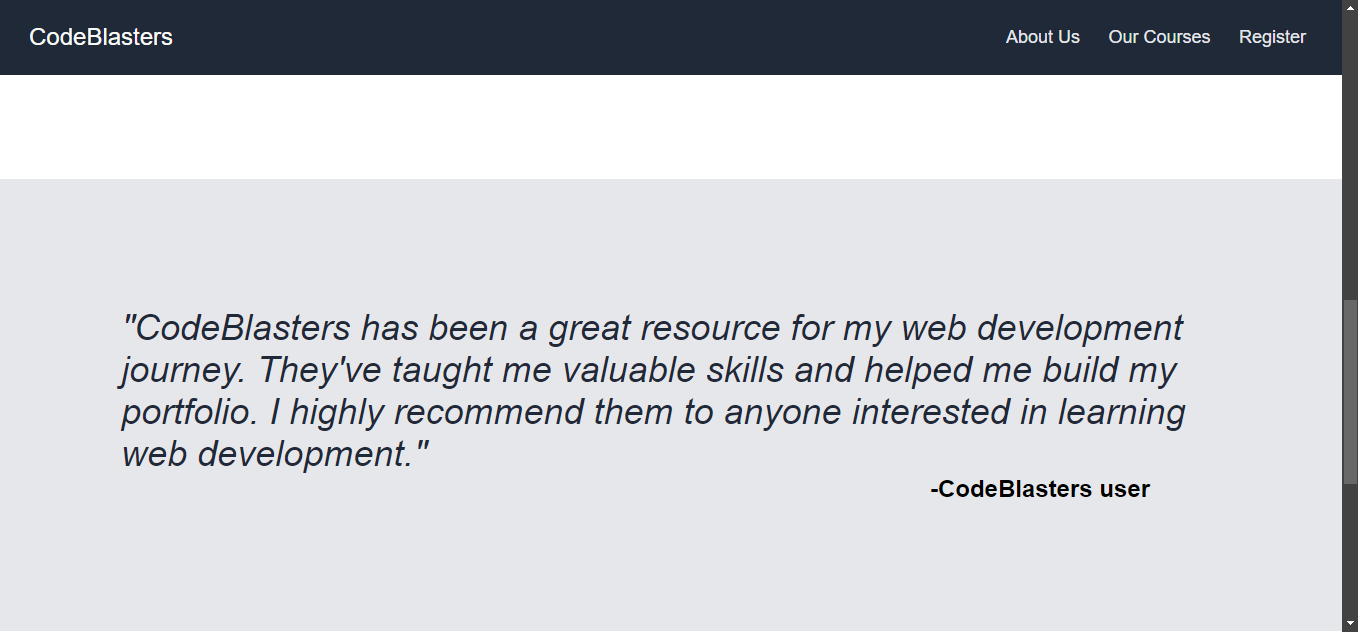 CodeBlasters
About Us Our Courses Register
"CodeBlasters has been a great resource for my web development
journey. They've taught me valuable skills and helped me build my
portfolio. I highly recommend them to anyone interested in learning
web development."
-CodeBlasters user